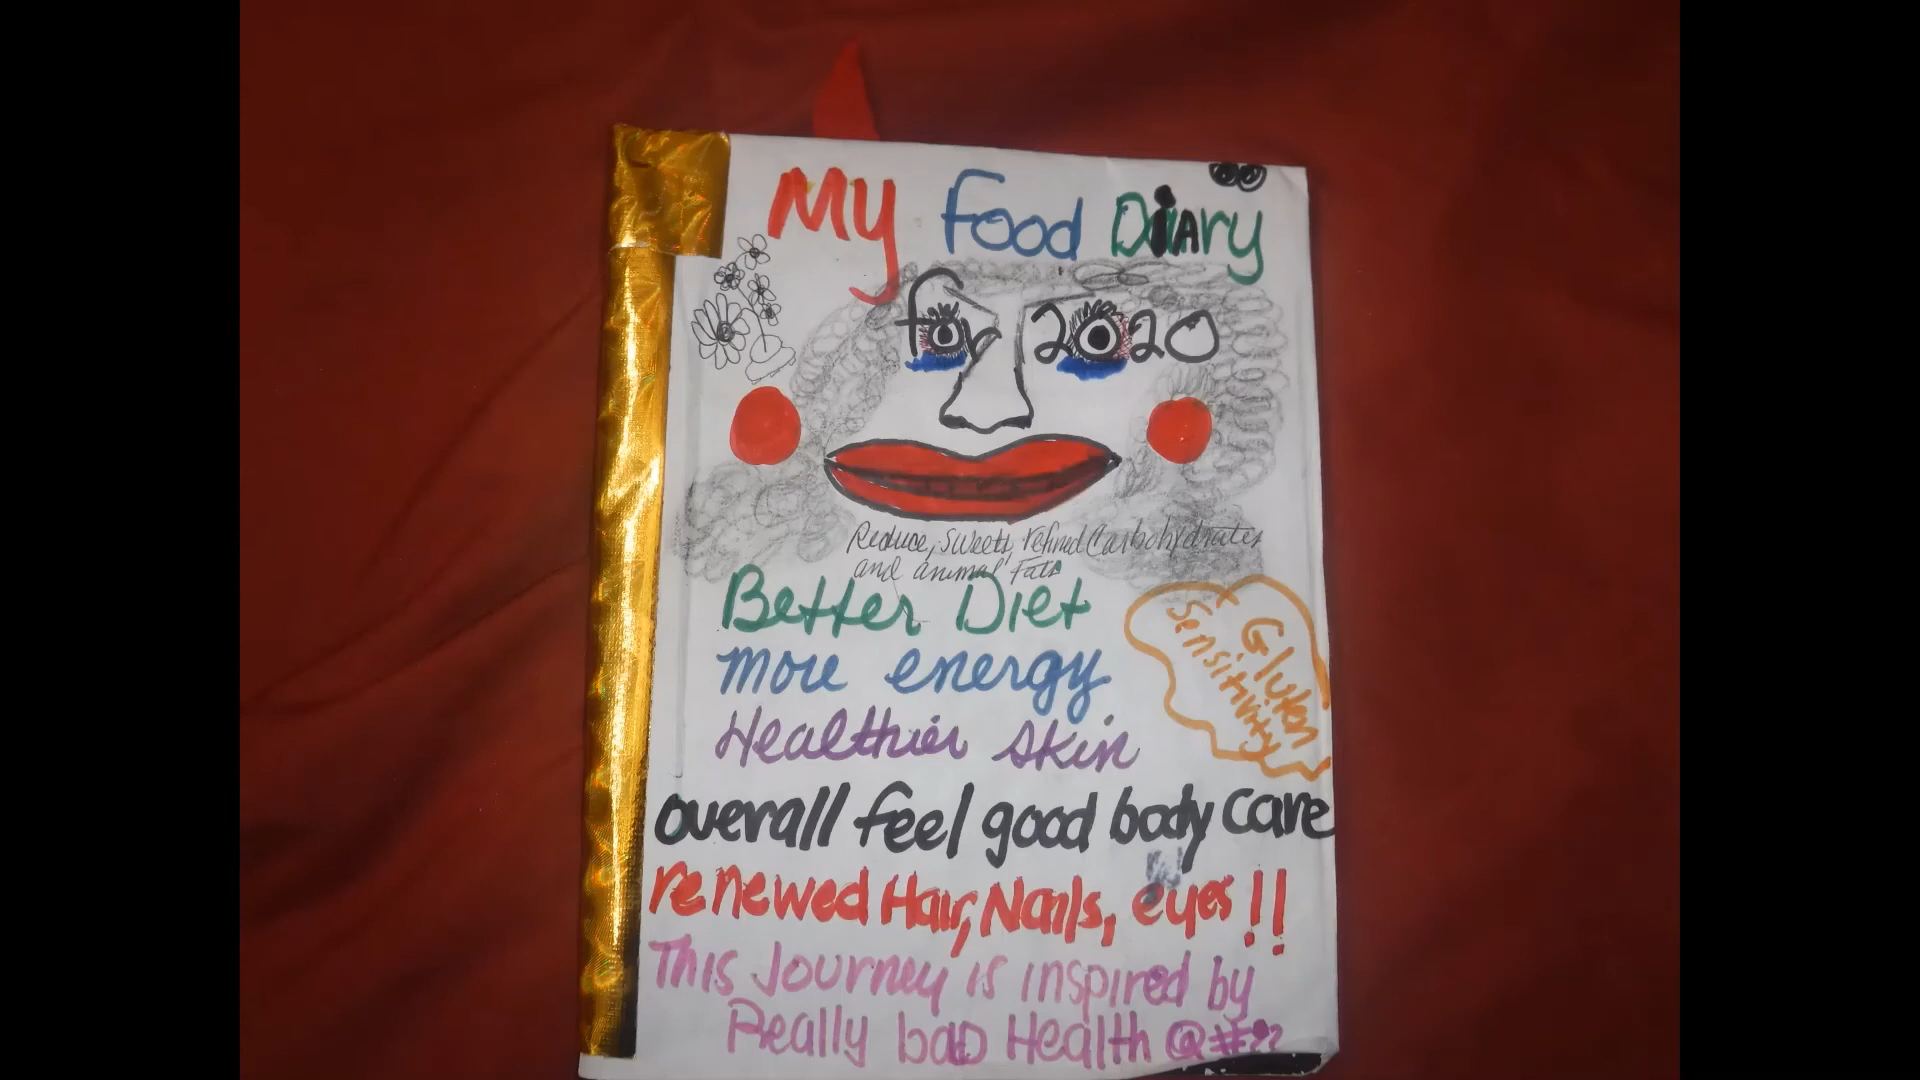 My Food DiAry
for 2020
Reduce, sweets, refined Carbohydrates
and animal Fats
Better Diet
more energy
Healthier skin
Gluten
Sensitivity
overall feel good body care
renewed Hair, Nails, eyes!!
This Journey is inspired by
Really baD Health @#??